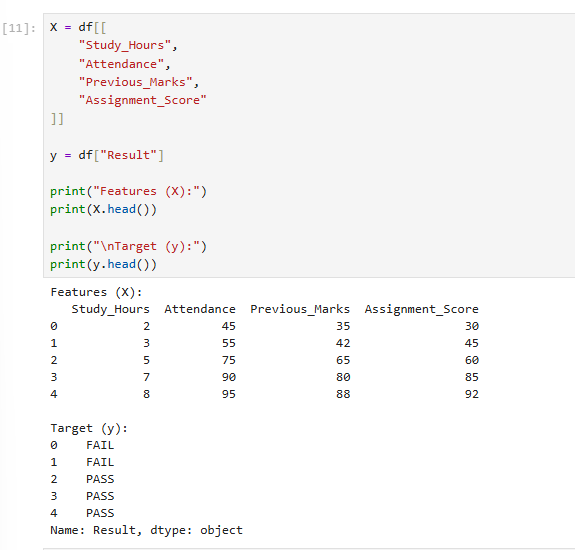 [11]: X = df[[
    "Study_Hours",
    "Attendance",
    "Previous_Marks",
    "Assignment_Score"
]]

y = df["Result"]

print("Features (X):")
print(X.head())

print("\nTarget (y):")
print(y.head())
Features (X):
   Study_Hours  Attendance  Previous_Marks  Assignment_Score
0            2          45              35                30
1            3          55              42                45
2            5          75              65                60
3            7          90              80                85
4            8          95              88                92

Target (y):
0    FAIL
1    FAIL
2    PASS
3    PASS
4    PASS
Name: Result, dtype: object